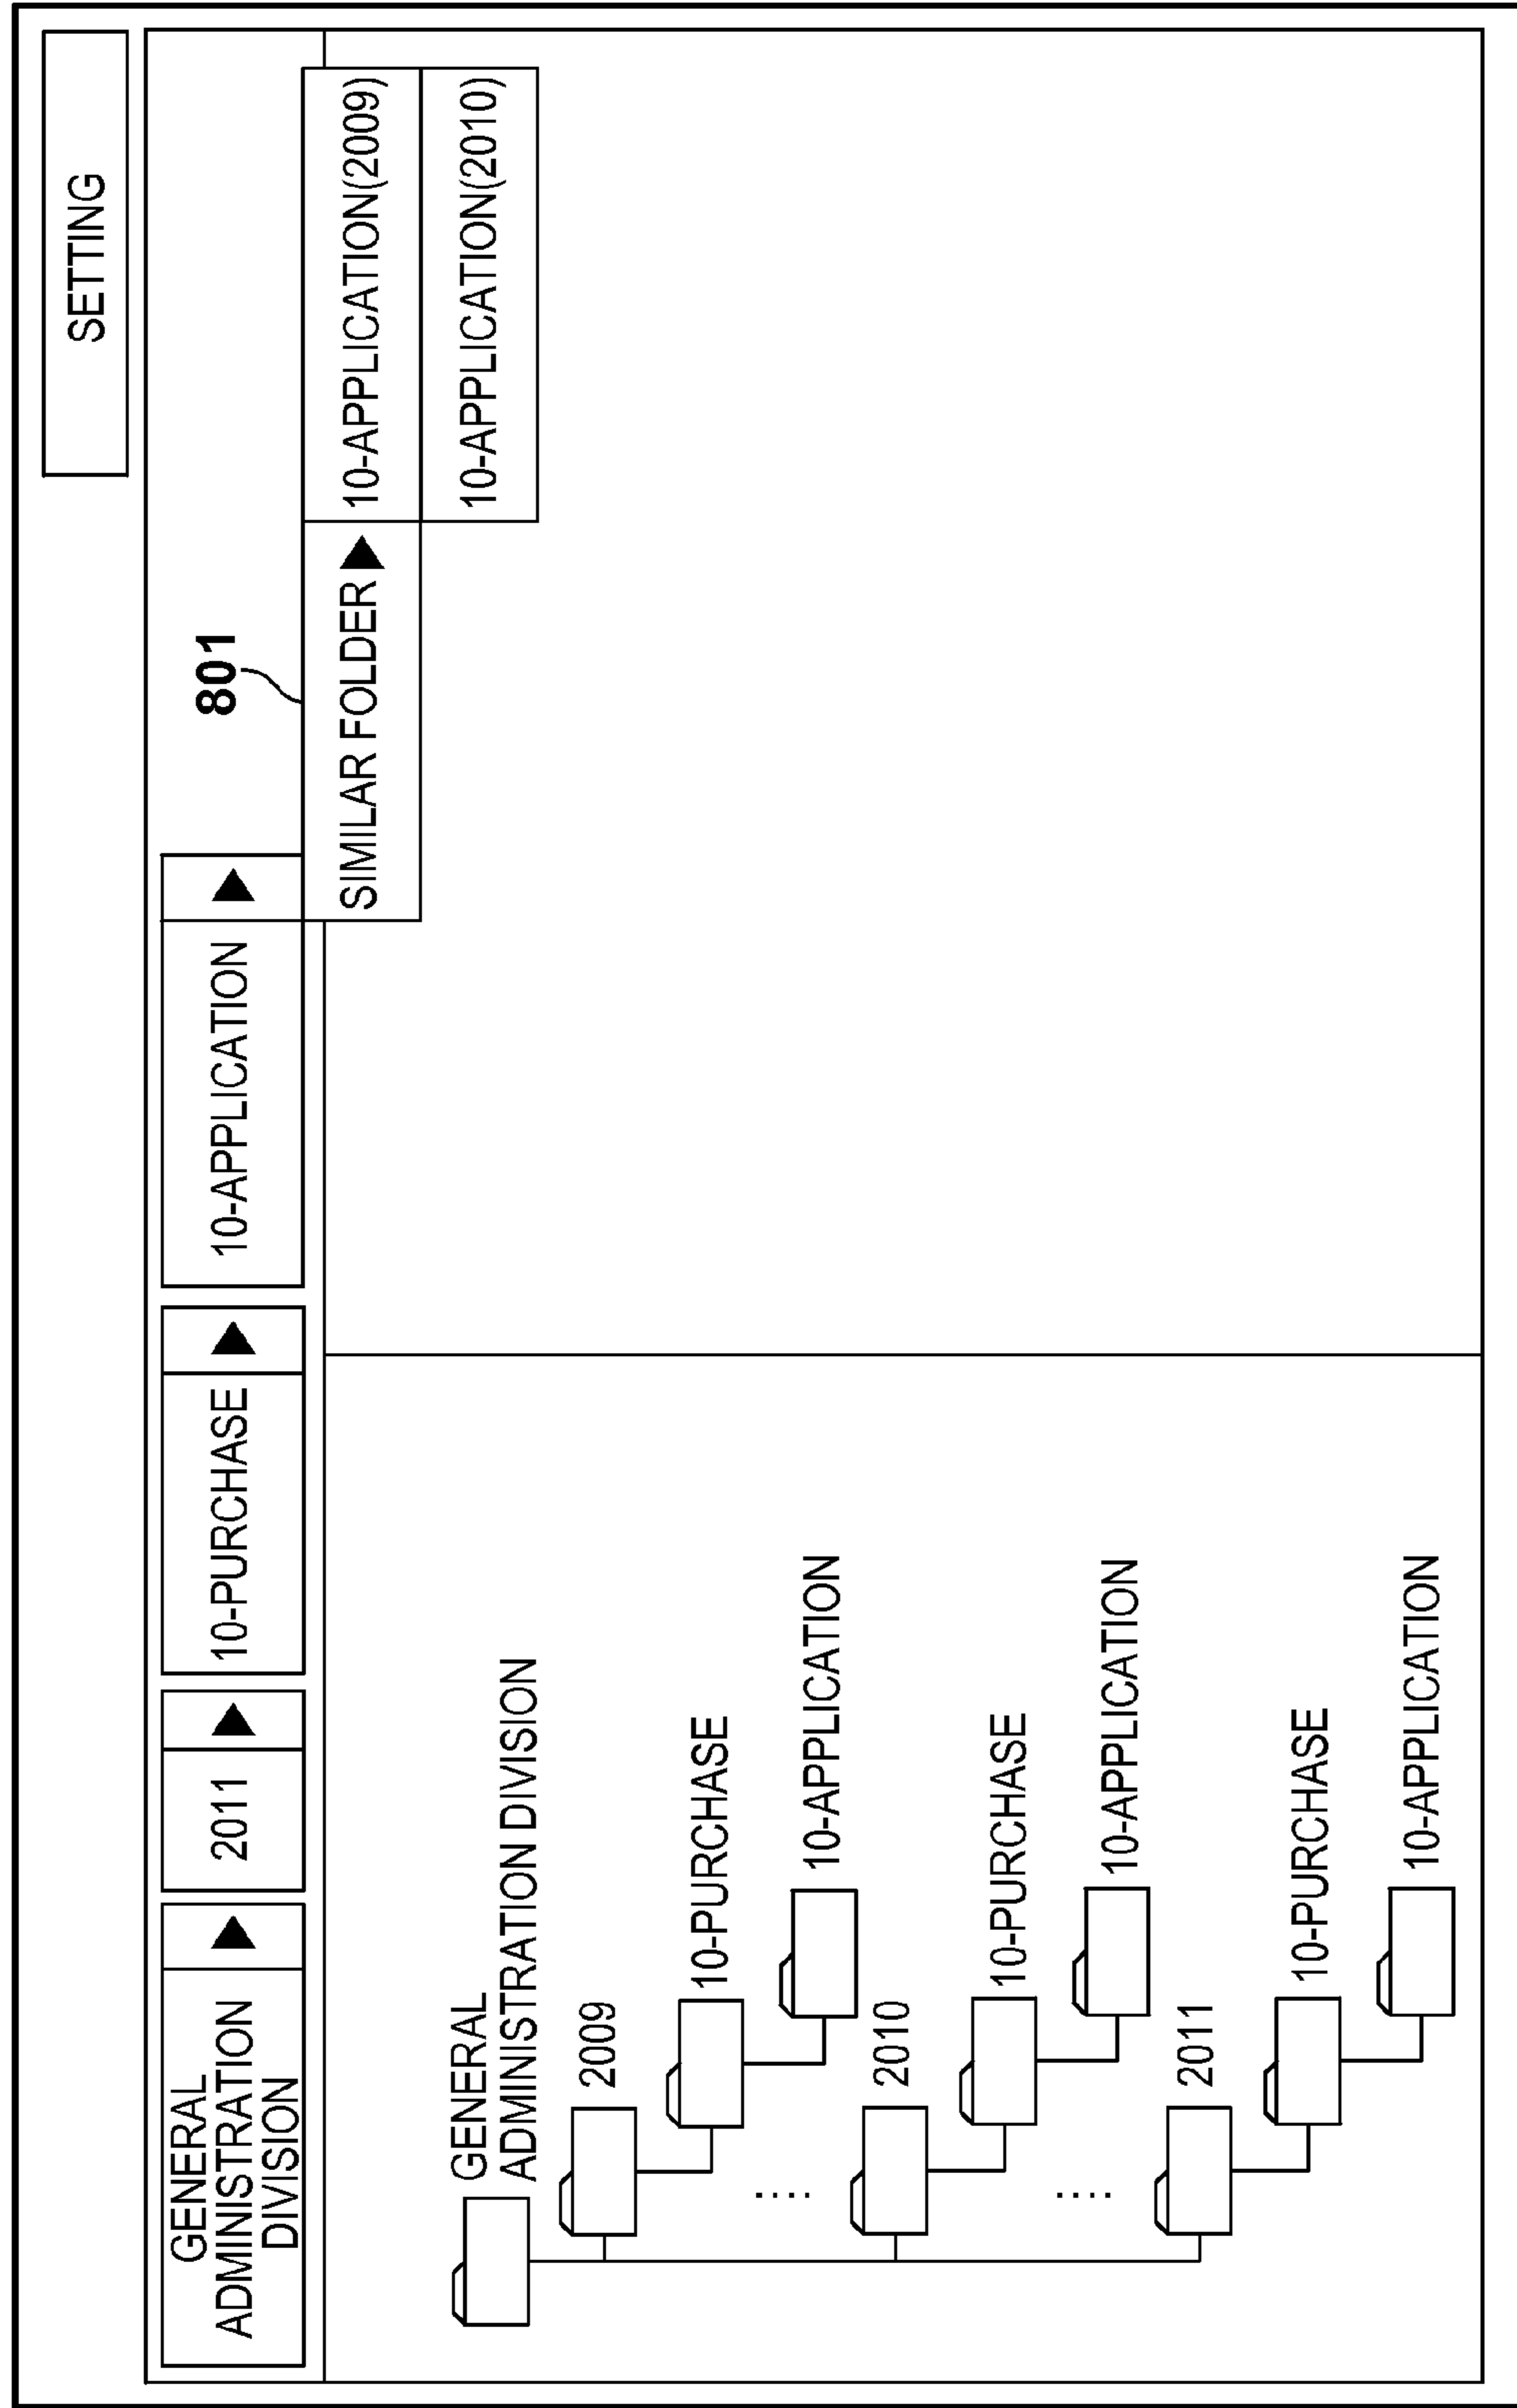 SETTING
GENERAL
ADMINISTRATION
DIVISION
2011
10-PURCHASE
10-APPLICATION
801
SIMILAR FOLDER
10-APPLICATION(2009)
10-APPLICATION(2010)
GENERAL
ADMINISTRATION DIVISION
2009
10-PURCHASE
10-APPLICATION
....
2010
10-PURCHASE
10-APPLICATION
....
2011
10-PURCHASE
10-APPLICATION